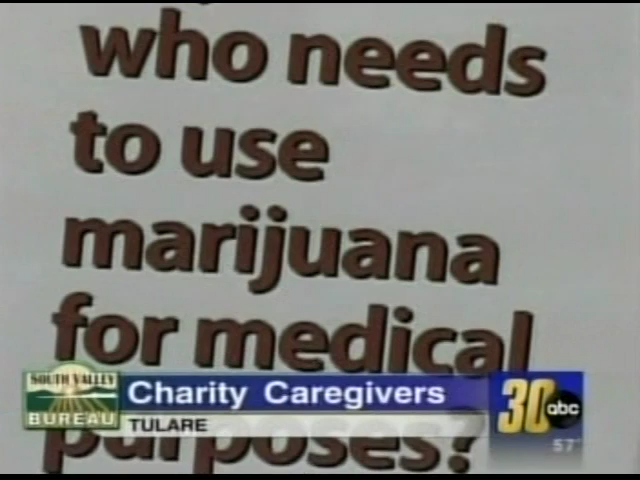 who needs
to use
marijuana
for medical
purposes?
SOUTH VALLEY
BUREAU
Charity Caregivers
TULARE
30
abc
57°